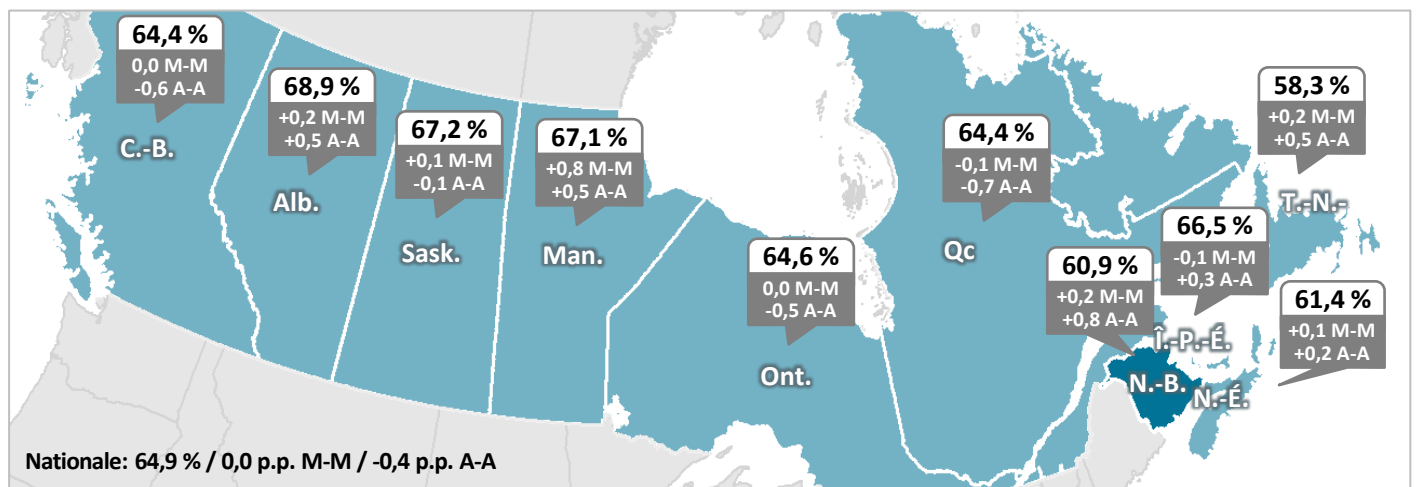 64,4 %
0,0 M-M
-0,6 A-A
C.-B.
68,9 %
+0,2 M-M
+0,5 A-A
Alb.
67,2 %
+0,1 M-M
-0,1 A-A
Sask.
67,1 %
+0,8 M-M
+0,5 A-A
Man.
64,6 %
0,0 M-M
-0,5 A-A
Ont.
64,4 %
-0,1 M-M
-0,7 A-A
Qc
58,3 %
+0,2 M-M
+0,5 A-A
T.-N.-
66,5 %
-0,1 M-M
+0,3 A-A
Î.-P.-É.
60,9 %
+0,2 M-M
+0,8 A-A
N.-B.
61,4 %
+0,1 M-M
+0,2 A-A
N.-É.
Nationale: 64,9 % / 0,0 p.p. M-M / -0,4 p.p. A-A